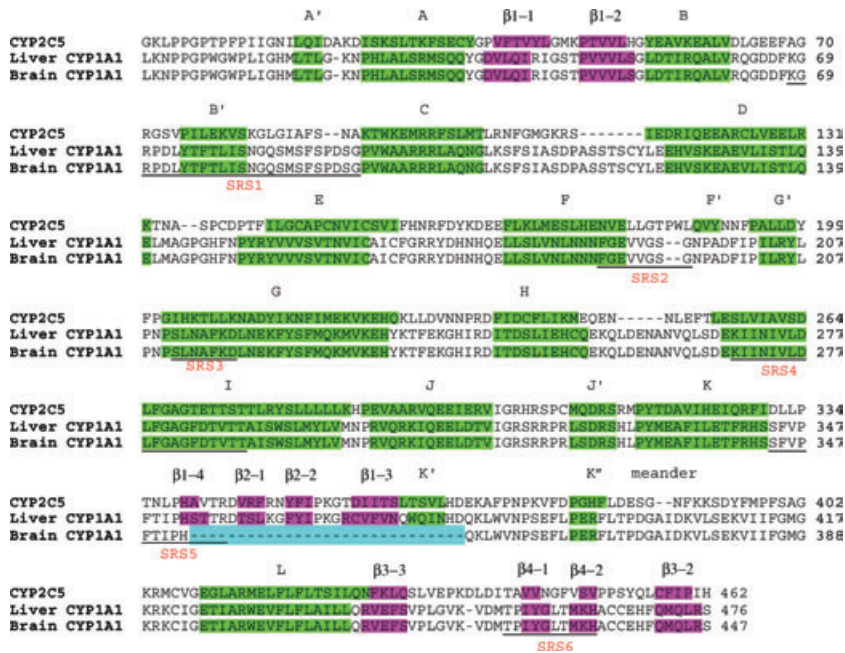 A' A β1-1 β1-2 B
CYP2C5 GKLPPGPTPFPIIGNILQIDAKDISKSLTKFSECYGPVFTVYLGMKPTVVLHGYEAVKEALVDLGEEFAG 70
Liver CYP1A1 LKNPPGPWGWPLIGHMLTLG-KNPHLALSRMSQQYGDVLQIRIGSTPVVVLSGLDTIRQALVRQGDDFKG 69
Brain CYP1A1 LKNPPGPWGWPLIGHMLTLG-KNPHLALSRMSQQYGDVLQIRIGSTPVVVLSGLDTIRQALVRQGDDFKG 69
B' C D
CYP2C5 RGSVPILEKVSKGLGIAFS--NAKTWKEMRRFSLMTLRNFGMGKRS------IEDRIQEEARCLVEELR 131
Liver CYP1A1 RPDLYTFTLISNGQSMSFSPDSGPVWAARRRLAQNGLKSFSIASDPASSTSCYLEEHVSKEAEVLISTLQ 139
Brain CYP1A1 RPDLYTFTLISNGQSMSFSPDSGPVWAARRRLAQNGLKSFSIASDPASSTSCYLEEHVSKEAEVLISTLQ 139
SRS1
E F F' G'
CYP2C5 KTNA--SPCDPTFILGCAPCNVICSVIFHNRFDYKDEEFLKLMESLHENVELLGTPWLQVYNNFPALLDY 199
Liver CYP1A1 ELMAGPGHFNPYRYVVVSVTNVICAICFGRRYDHNHQELLSLVNLNNNFGEVVGSG--NPADFIPILRYL 207
Brain CYP1A1 ELMAGPGHFNPYRYVVVSVTNVICAICFGRRYDHNHQELLSLVNLNNNFGEVVGS--GNPADFIPILRYL 207
SRS2
G H
CYP2C5 FPGIHKTLLKNADYIKNFIMEKVKEHQKLLDVNNPRDFIDCFLIKMEQEN-----NLEFTLESLVIAVSD 264
Liver CYP1A1 PNPSLNAFKDLNEKFYSFMQKMVKEHYKTFEKGHIRDITDSLIEHCQEKQLDENANVQLSDEKIINIVLD 277
Brain CYP1A1 PNPSLNAFKDLNEKFYSFMQKMVKEHYKTFEKGHIRDITDSLIEHCQEKQLDENANVQLSDEKIINIVLD 277
SRS3 SRS4
I J J' K
CYP2C5 LFGAGTETTSTTLRYSLLLLLKHPEVAARVQEEIERVIGRHRSPCMQDRSRMPYTDAVIHEIQRFIDLLP 334
Liver CYP1A1 LFGAGFDTVTTAISWSLMYLVMNPRVQRKIQEELDTVIGRSRRPRLSDRSHLPYMEAFILETFRHSSFVP 347
Brain CYP1A1 LFGAGFDTVTTAISWSLMYLVMNPRVQRKIQEELDTVIGRSRRPRLSDRSHLPYMEAFILETFRHSSFVP 347
β1-4 β2-1 β2-2 β1-3 K' K" meander
CYP2C5 TNLPHAVTRDVRFRNYFIPKGTDIITSLTSVLHDEKAFPNPKVFDPGHFLDESG--NFKKSDYFMPFSAG 402
Liver CYP1A1 FTIPHSTTRDTSLKGFYIPKGRCVFVNQWQINHDQKLWVNPSEFLPERFLTPDGAIDKVLSEKVIIFGMG 417
Brain CYP1A1 FTIPH-----------------------------QKLWVNPSEFLPERFLTPDGAIDKVLSEKVIIFGMG 388
SRS5
L β3-3 β4-1 β4-2 β3-2
CYP2C5 KRMCVGEGLARMELFLFLTSILQNFKLQSLVEPKDLDITAVVNGFVSVPPSYQLCFIPIH 462
Liver CYP1A1 KRKCIGETIARWEVFLFLAILLQRVEFSVPLGVK-VDMTPIYGLTMKHACCEHFQMQLRS 476
Brain CYP1A1 KRKCIGETIARWEVFLFLAILLQRVEFSVPLGVK-VDMTPIYGLTMKHACCEHFQMQLRS 447
SRS6